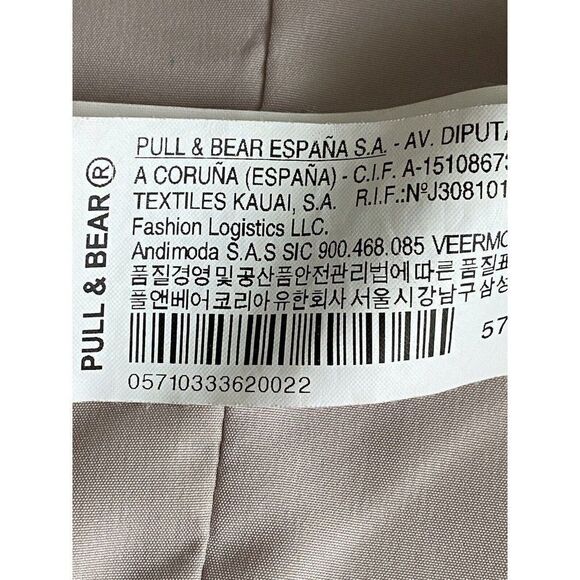 PULL & BEAR®
PULL & BEAR ESPAÑA S.A. - AV. DIPUTA
A CORUÑA (ESPAÑA) - C.I.F. A-1510867
TEXTILES KAUAI, S.A. R.I.F.:NºJ308101
Fashion Logistics LLC.
Andimoda S.A.S SIC 900.468.085 VEERMO
품질경영및공산품안전관리법에 따른 품질표
풀앤베어코리아유한회사 서울시강남구삼성
57
05710333620022